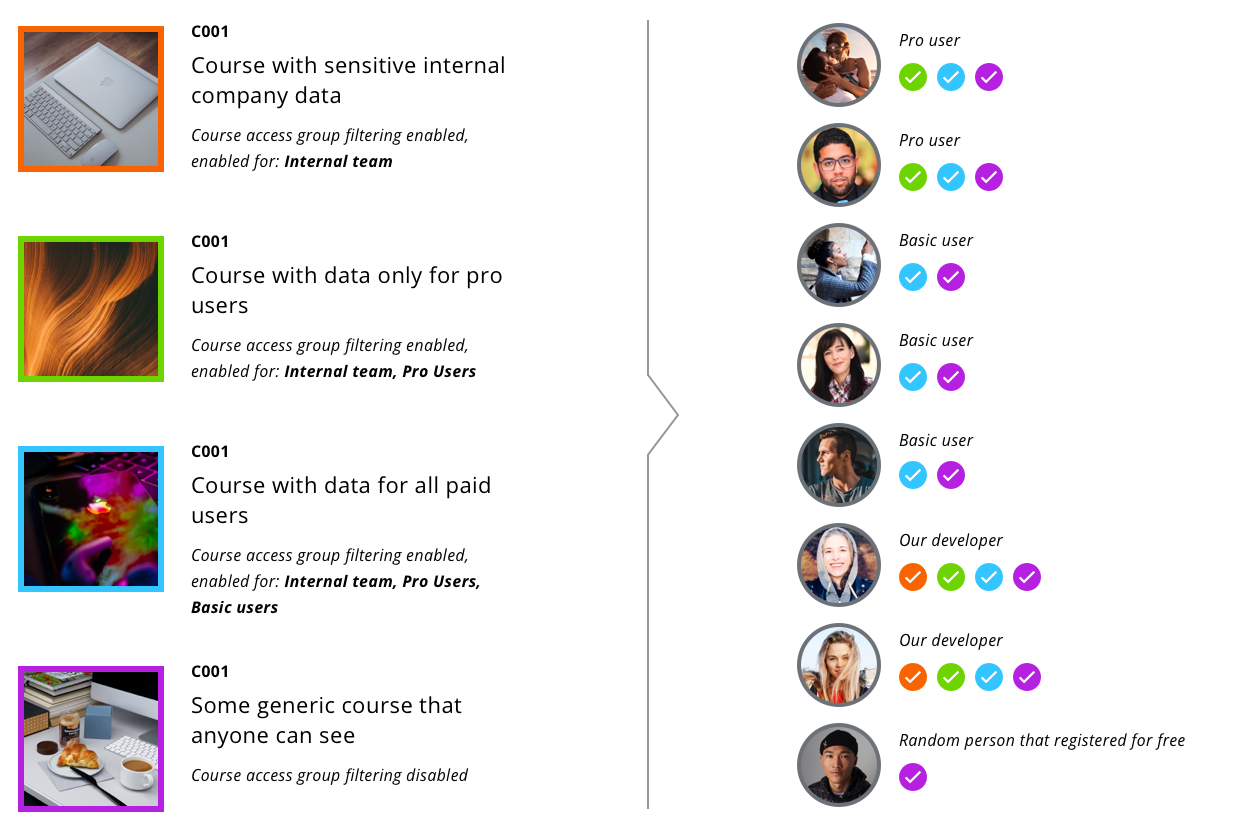 C001
Course with sensitive internal
company data
Course access group filtering enabled,
enabled for: Internal team
C001
Course with data only for pro
users
Course access group filtering enabled,
enabled for: Internal team, Pro Users
C001
Course with data for all paid
users
Course access group filtering enabled,
enabled for: Internal team, Pro Users,
Basic users
C001
Some generic course that
anyone can see
Course access group filtering disabled
Pro user
Pro user
Basic user
Basic user
Basic user
Our developer
Our developer
Random person that registered for free